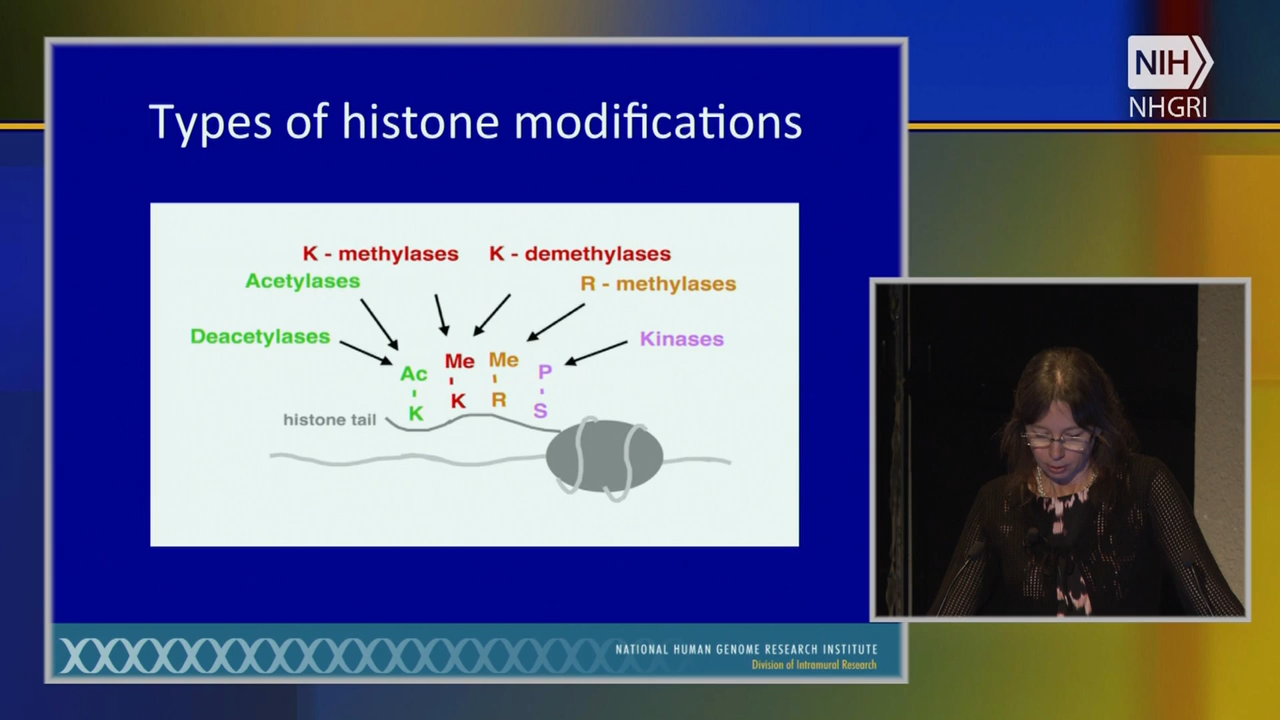 NIH
NHGRI
Types of histone modifications
K - methylases K - demethylases
Acetylases R - methylases
Deacetylases Kinases
Ac Me Me P
K K R S
histone tail
NATIONAL HUMAN GENOME RESEARCH INSTITUTE
Division of Intramural Research